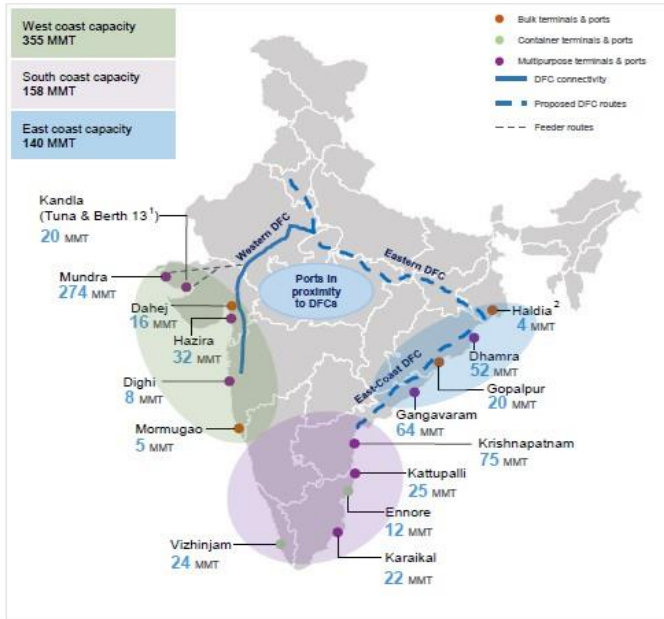 West coast capacity
355 MMT
South coast capacity
158 MMT
East coast capacity
140 MMT
Bulk terminals & ports
Container terminals & ports
Multipurpose terminals & ports
DFC connectivity
Proposed DFC routes
Feeder routes
Kandla
(Tuna & Berth 13¹)
20 MMT
Mundra
274 MMT
Dahej
16 MMT
Hazira
32 MMT
Dighi
8 MMT
Mormugao
5 MMT
Western DFC
Ports in
proximity
to DFCs
Eastern DFC
East-Coast DFC
Haldia²
4 MMT
Dhamra
52 MMT
Gopalpur
20 MMT
Gangavaram
64 MMT
Krishnapatnam
75 MMT
Kattupalli
25 MMT
Ennore
12 MMT
Vizhinjam
24 MMT
Karaikal
22 MMT